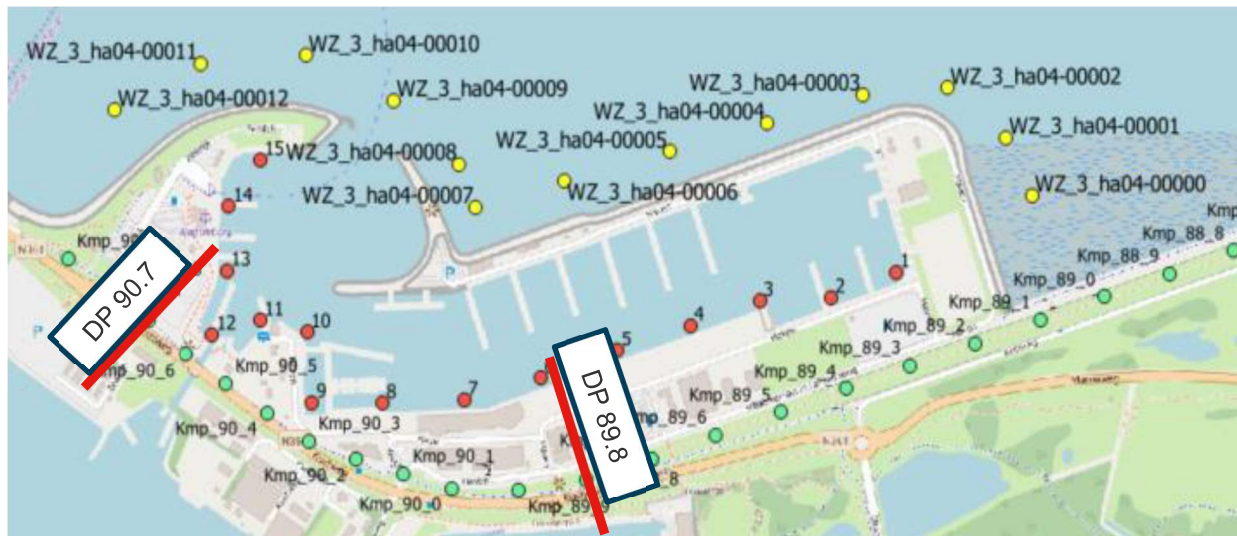 WZ_3_ha04-00011
WZ_3_ha04-00010
WZ_3_ha04-00012
WZ_3_ha04-00009
WZ_3_ha04-00003
WZ_3_ha04-00002
WZ_3_ha04-00004
WZ_3_ha04-00005
WZ_3_ha04-00001
WZ_3_ha04-00008
WZ_3_ha04-00007
WZ_3_ha04-00006
WZ_3_ha04-00000
15
14
13
12
11
10
9
8
7
5
4
3
2
1
P
P
DP 90.7
DP 89.8
Kmp_90_5
Kmp_90_4
Kmp_90_3
Kmp_90_2
Kmp_90_1
Kmp_90_0
Kmp_89_6
Kmp_89_5
Kmp_89_4
Kmp_89_3
Kmp_89_2
Kmp_89_1
Kmp_89_0
Kmp_88_9
Kmp_88_8